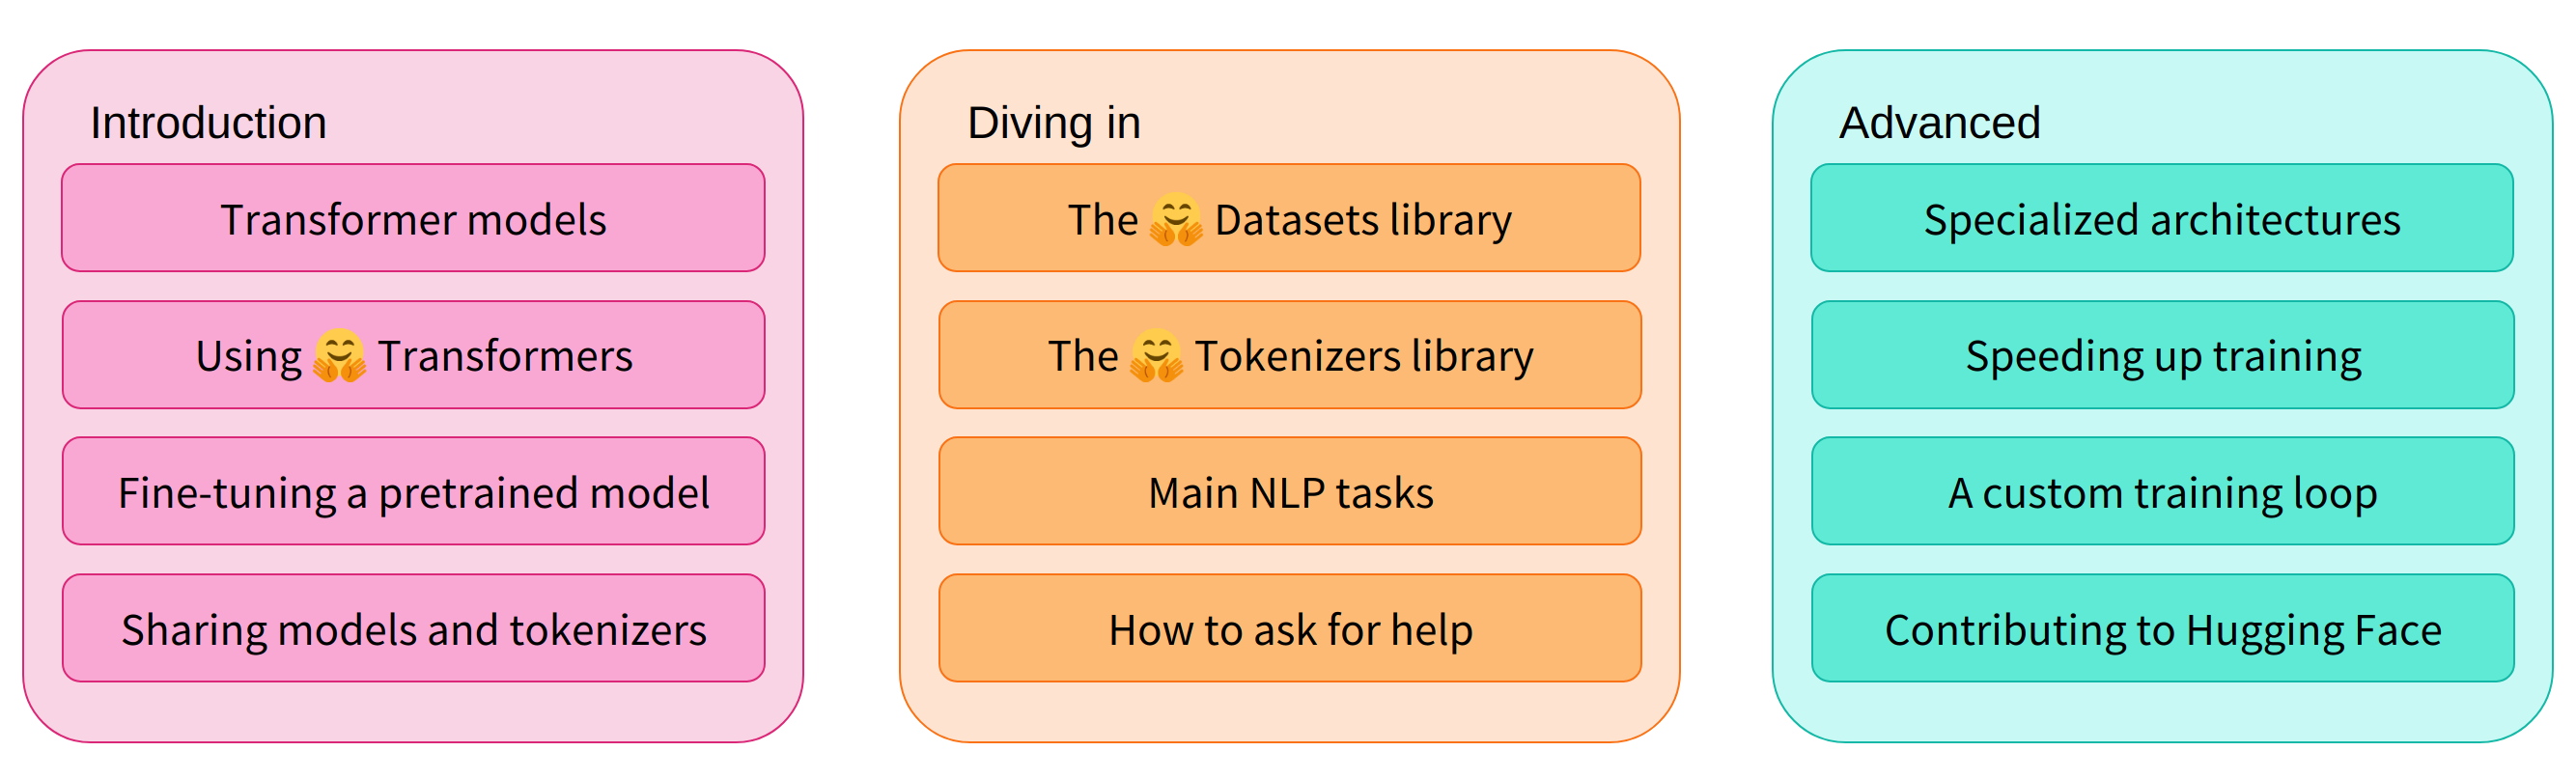 Introduction
Transformer models
Using 🤗 Transformers
Fine-tuning a pretrained model
Sharing models and tokenizers
Diving in
The 🤗 Datasets library
The 🤗 Tokenizers library
Main NLP tasks
How to ask for help
Advanced
Specialized architectures
Speeding up training
A custom training loop
Contributing to Hugging Face